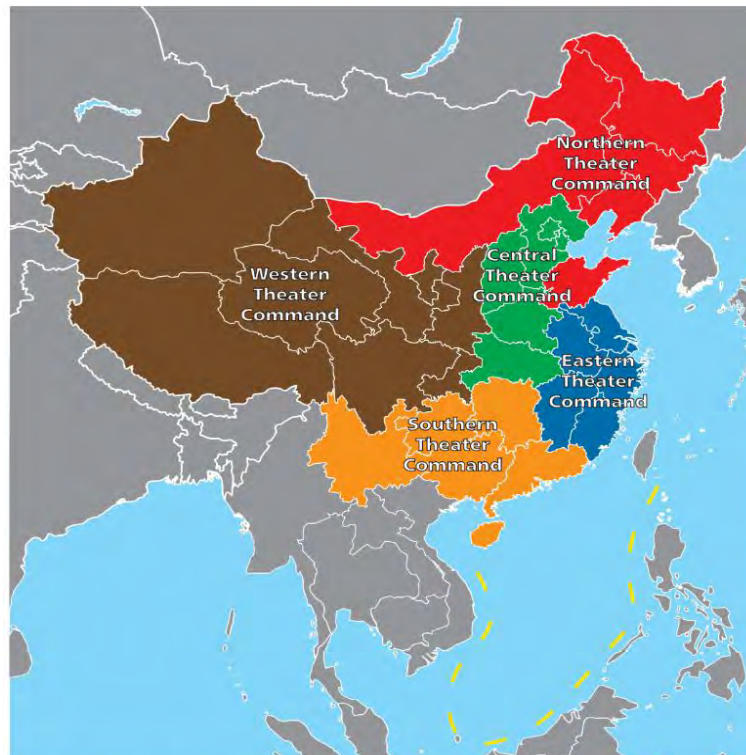 Northern
Theater
Command
Central
Theater
Command
Western
Theater
Command
Eastern
Theater
Command
Southern
Theater
Command